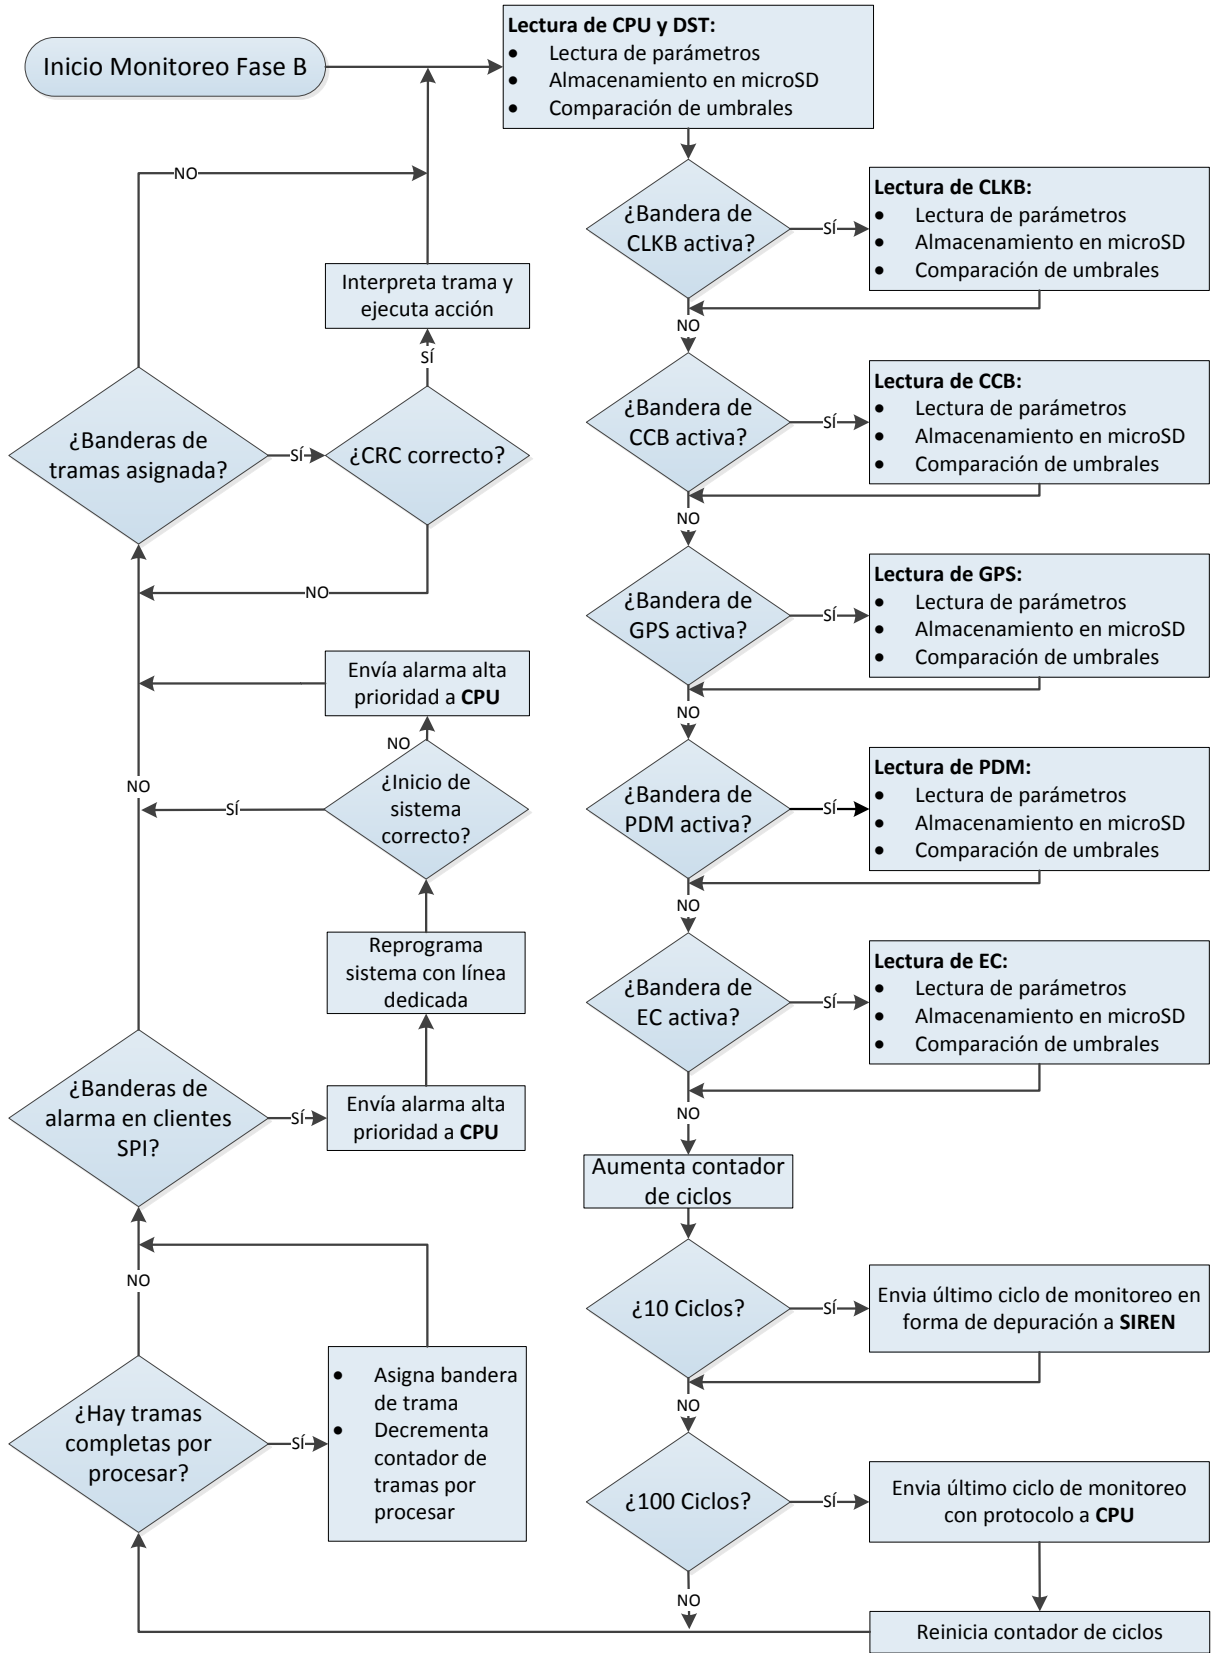 Inicio Monitoreo Fase B
Lectura de CPU y DST:
• Lectura de parámetros
• Almacenamiento en microSD
• Comparación de umbrales
¿Bandera de
CLKB activa?
SÍ
Lectura de CLKB:
• Lectura de parámetros
• Almacenamiento en microSD
• Comparación de umbrales
NO
¿Bandera de
CCB activa?
SÍ
Lectura de CCB:
• Lectura de parámetros
• Almacenamiento en microSD
• Comparación de umbrales
NO
¿Bandera de
GPS activa?
SÍ
Lectura de GPS:
• Lectura de parámetros
• Almacenamiento en microSD
• Comparación de umbrales
NO
¿Bandera de
PDM activa?
SÍ
Lectura de PDM:
• Lectura de parámetros
• Almacenamiento en microSD
• Comparación de umbrales
NO
¿Bandera de
EC activa?
SÍ
Lectura de EC:
• Lectura de parámetros
• Almacenamiento en microSD
• Comparación de umbrales
NO
Aumenta contador
de ciclos
¿10 Ciclos?
SÍ
Envia último ciclo de monitoreo en
forma de depuración a SIREN
NO
¿100 Ciclos?
SÍ
Envia último ciclo de monitoreo
con protocolo a CPU
NO
Reinicia contador de ciclos
¿Hay tramas
completas por
procesar?
SÍ
• Asigna bandera
de trama
• Decrementa
contador de
tramas por
procesar
NO
¿Banderas de
alarma en clientes
SPI?
SÍ
Envía alarma alta
prioridad a CPU
Reprograma
sistema con línea
dedicada
¿Inicio de
sistema
correcto?
SÍ
NO
Envía alarma alta
prioridad a CPU
NO
¿Banderas de
tramas asignada?
SÍ
¿CRC correcto?
NO
SÍ
Interpreta trama y
ejecuta acción
NO